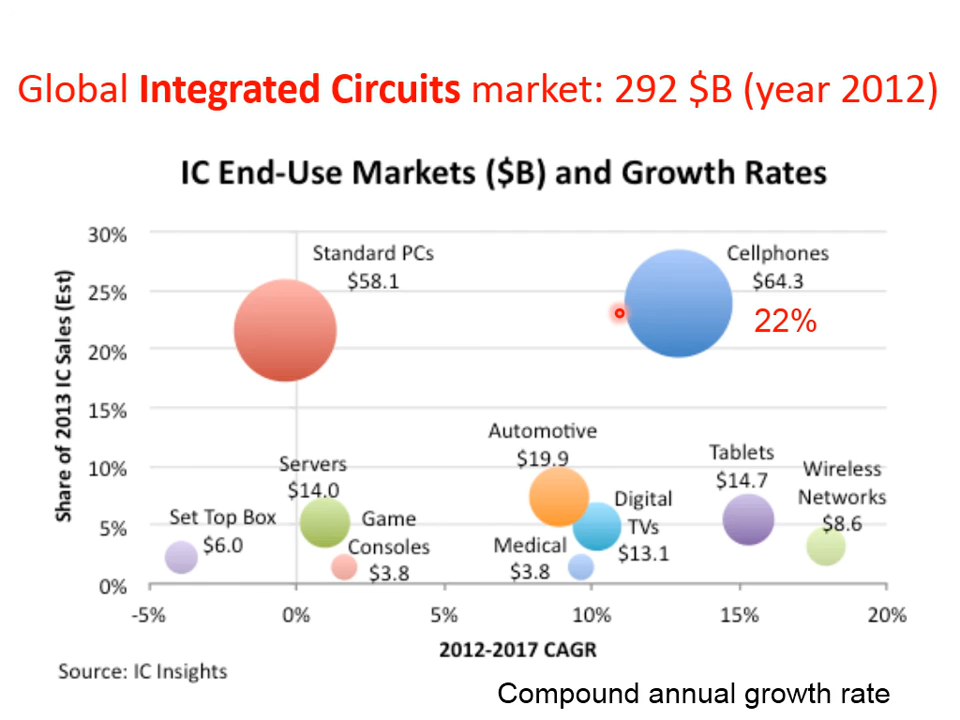 Global Integrated Circuits market: 292 $B (year 2012)
IC End-Use Markets ($B) and Growth Rates
Share of 2013 IC Sales (Est)
30%
25%
20%
15%
10%
5%
0%
Standard PCs
$58.1
Cellphones
$64.3
22%
Automotive
$19.9
Servers
$14.0
Tablets
$14.7
Wireless
Networks
$8.6
Set Top Box
$6.0
Game
Consoles
$3.8
Digital
TVs
$13.1
Medical
$3.8
-5%
0%
5%
10%
15%
20%
2012-2017 CAGR
Source: IC Insights
Compound annual growth rate